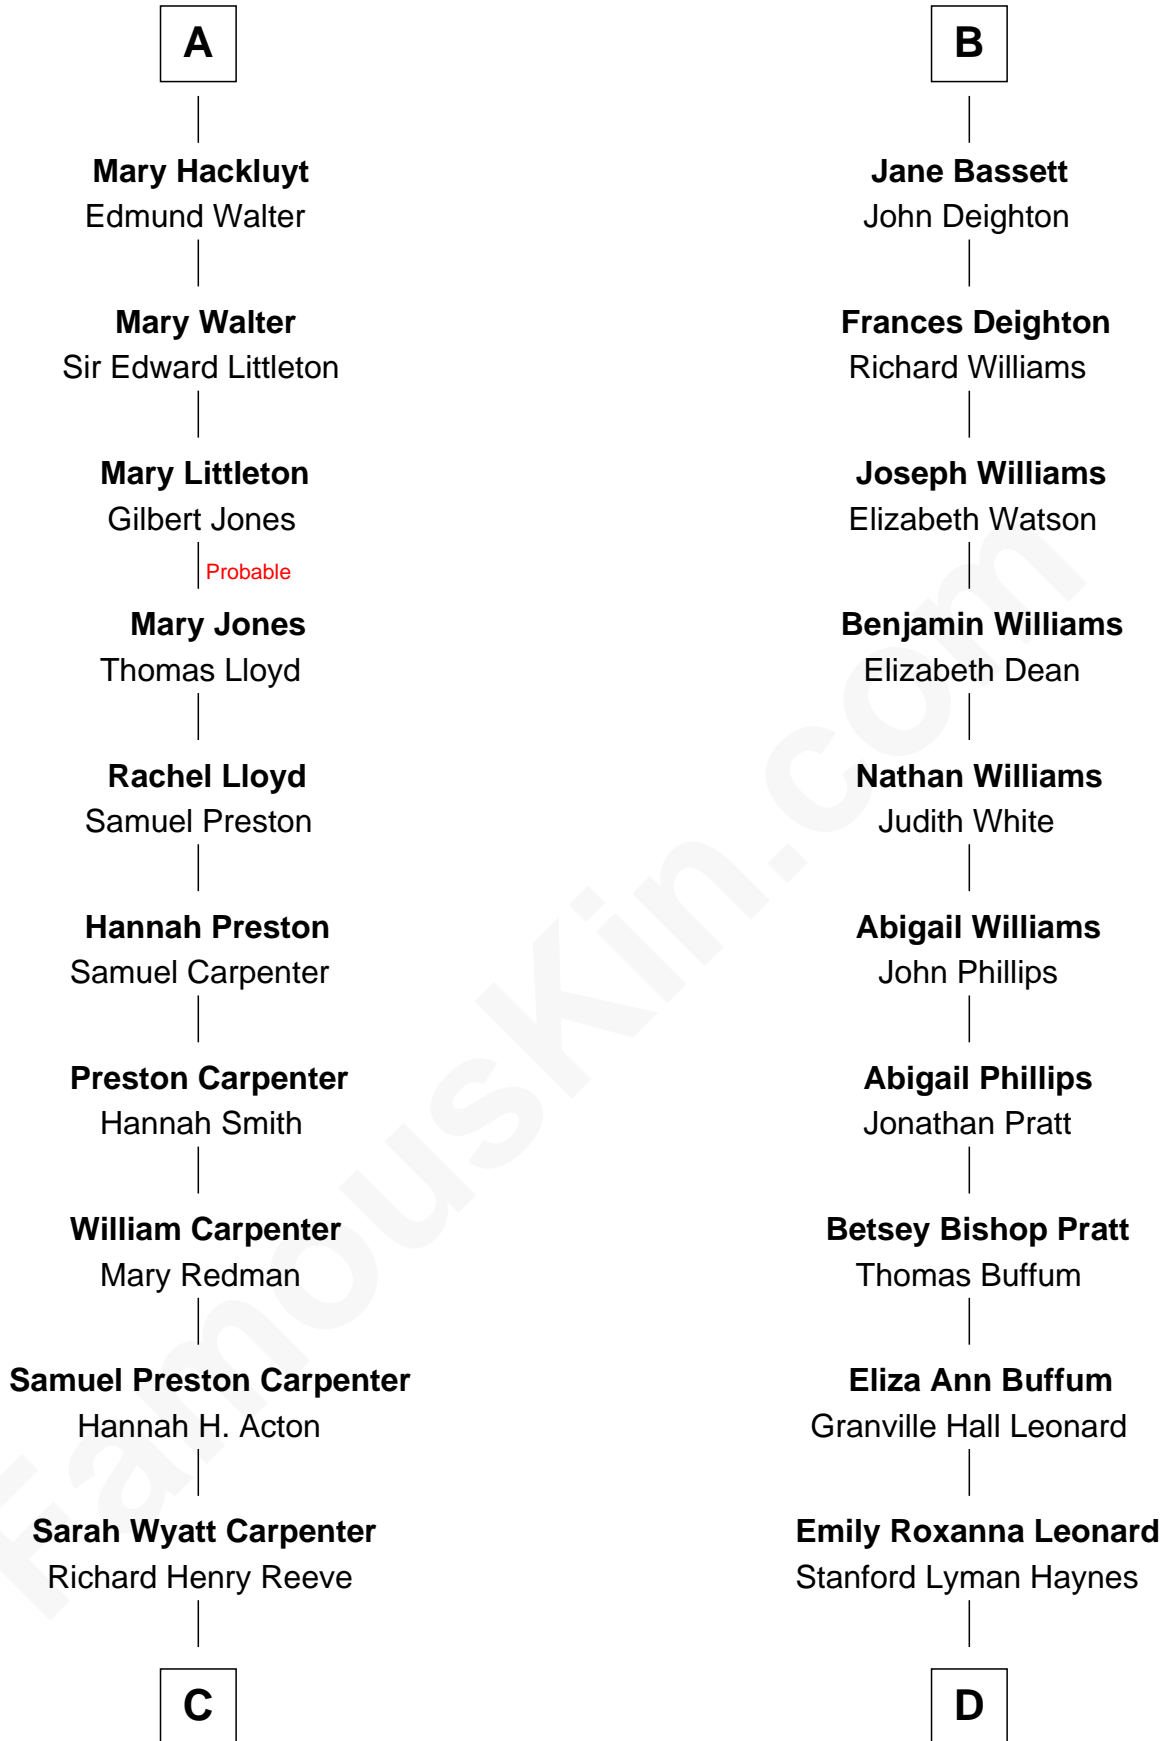 A
Mary Hackluyt
Edmund Walter
Mary Walter
Sir Edward Littleton
Mary Littleton
Gilbert Jones
Probable
Mary Jones
Thomas Lloyd
Rachel Lloyd
Samuel Preston
Hannah Preston
Samuel Carpenter
Preston Carpenter
Hannah Smith
William Carpenter
Mary Redman
Samuel Preston Carpenter
Hannah H. Acton
Sarah Wyatt Carpenter
Richard Henry Reeve
C
B
Jane Bassett
John Deighton
Frances Deighton
Richard Williams
Joseph Williams
Elizabeth Watson
Benjamin Williams
Elizabeth Dean
Nathan Williams
Judith White
Abigail Williams
John Phillips
Abigail Phillips
Jonathan Pratt
Betsey Bishop Pratt
Thomas Buffum
Eliza Ann Buffum
Granville Hall Leonard
Emily Roxanna Leonard
Stanford Lyman Haynes
D
FamousKin.com